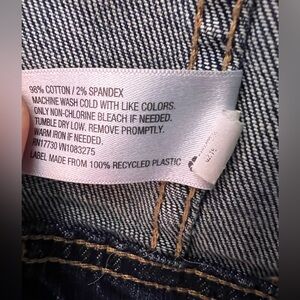 98% COTTON / 2% SPANDEX
MACHINE WASH COLD WITH LIKE COLORS.
ONLY NON-CHLORINE BLEACH IF NEEDED.
TUMBLE DRY LOW. REMOVE PROMPTLY.
WARM IRON IF NEEDED.
RN17730 VN1083275
LABEL MADE FROM 100% RECYCLED PLASTIC